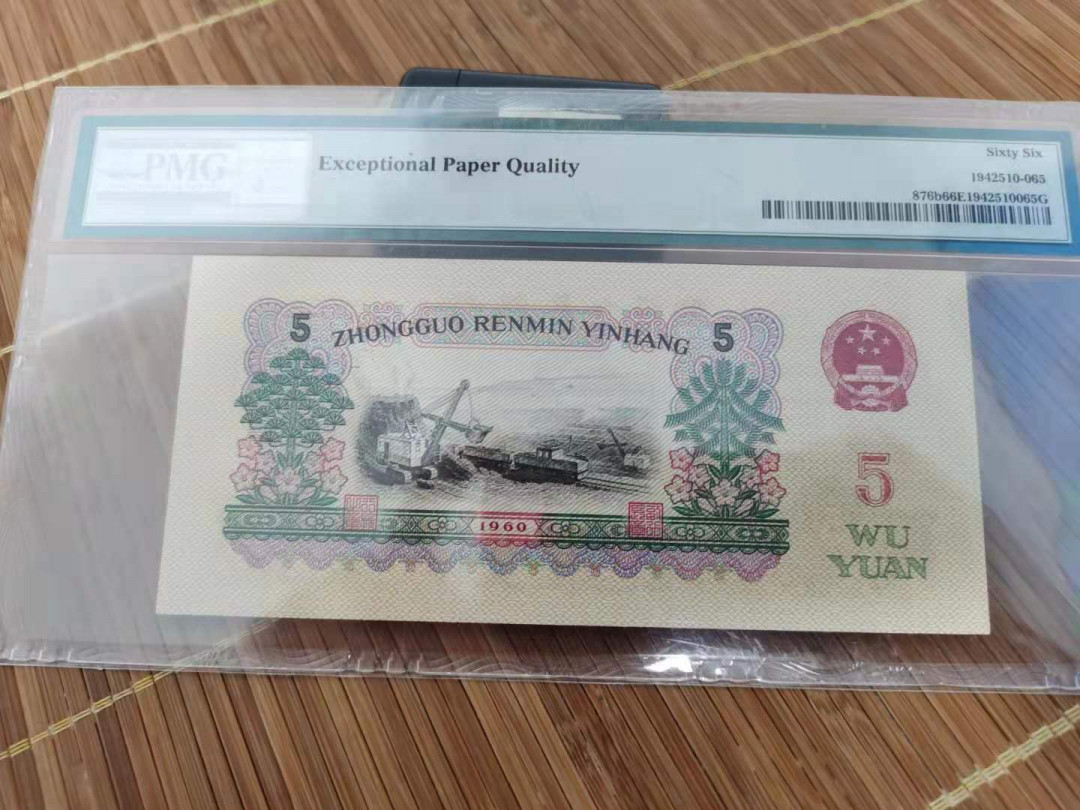 PMG
Exceptional Paper Quality
Sixty Six
1942510-065
876b66E1942510065G
5 ZHONGGUO RENMIN YINHANG 5
1960
5
WU
YUAN